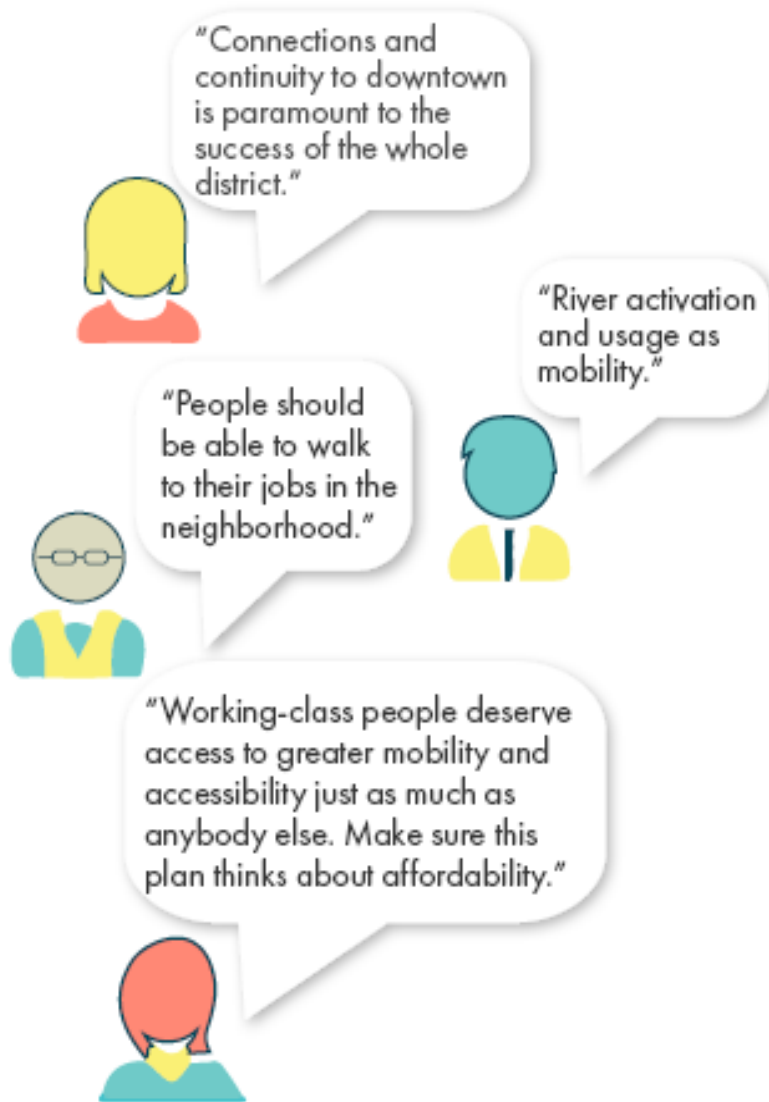 “Connections and
continuity to downtown
is paramount to the
success of the whole
district.”
“River activation
and usage as
mobility.”
“People should
be able to walk
to their jobs in the
neighborhood.”
“Working-class people deserve
access to greater mobility and
accessibility just as much as
anybody else. Make sure this
plan thinks about affordability.”